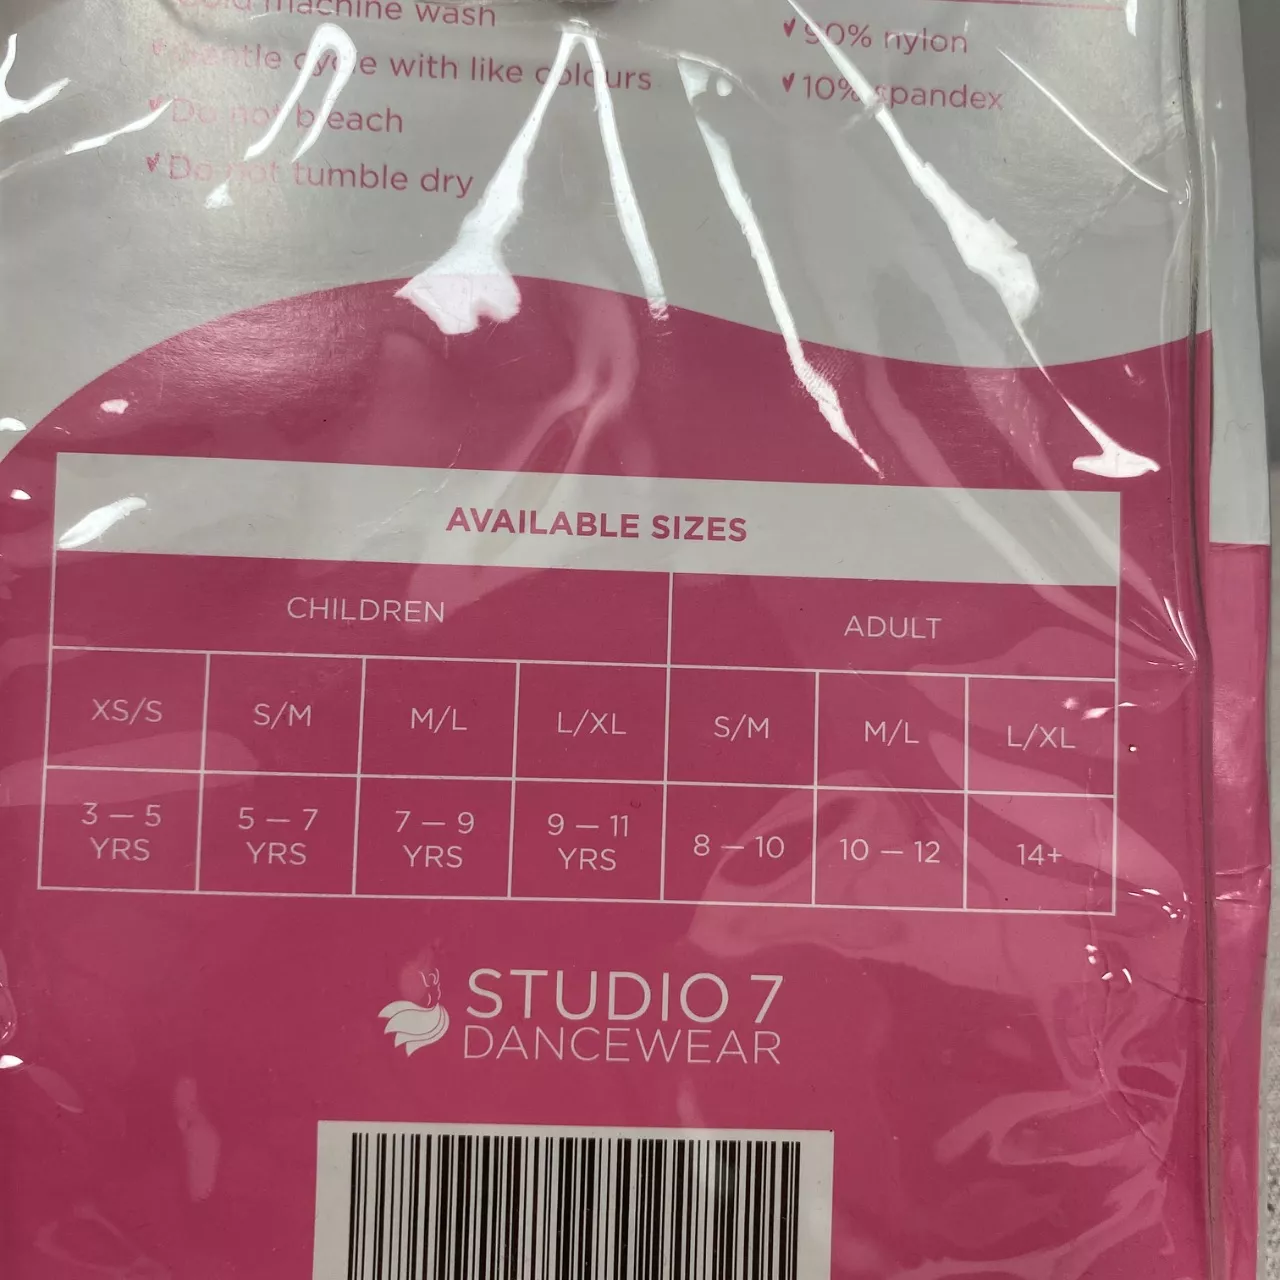 Cold machine wash
Gentle cycle with like colours
Do not bleach
Do not tumble dry
90% nylon
10% spandex
AVAILABLE SIZES
CHILDREN ADULT
XS/S S/M M/L L/XL S/M M/L L/XL
3 – 5 YRS 5 – 7 YRS 7 – 9 YRS 9 – 11 YRS 8 – 10 10 – 12 14+
STUDIO 7
DANCEWEAR